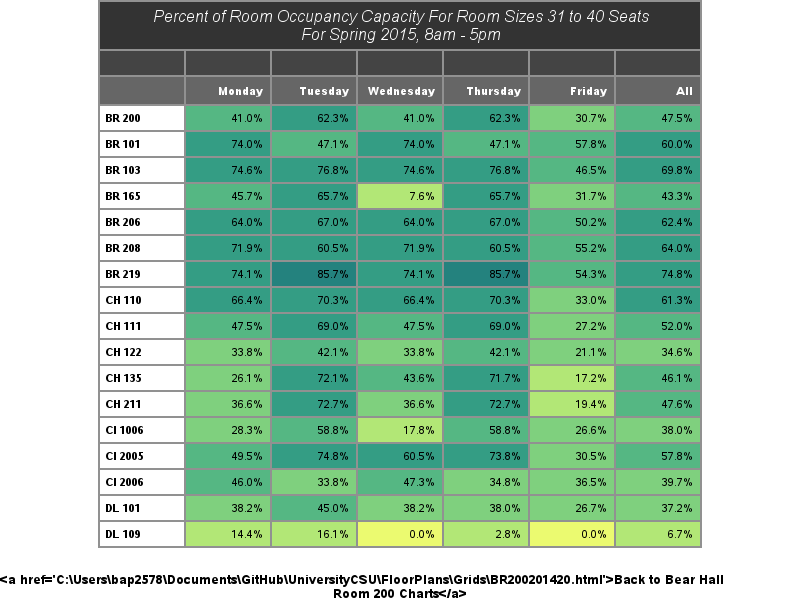 Percent of Room Occupancy Capacity For Room Sizes 31 to 40 Seats
For Spring 2015, 8am - 5pm
Monday Tuesday Wednesday Thursday Friday All
BR 200 41.0% 62.3% 41.0% 62.3% 30.7% 47.5%
BR 101 74.0% 47.1% 74.0% 47.1% 57.8% 60.0%
BR 103 74.6% 76.8% 74.6% 76.8% 46.5% 69.8%
BR 165 45.7% 65.7% 7.6% 65.7% 31.7% 43.3%
BR 206 64.0% 67.0% 64.0% 67.0% 50.2% 62.4%
BR 208 71.9% 60.5% 71.9% 60.5% 55.2% 64.0%
BR 219 74.1% 85.7% 74.1% 85.7% 54.3% 74.8%
CH 110 66.4% 70.3% 66.4% 70.3% 33.0% 61.3%
CH 111 47.5% 69.0% 47.5% 69.0% 27.2% 52.0%
CH 122 33.8% 42.1% 33.8% 42.1% 21.1% 34.6%
CH 135 26.1% 72.1% 43.6% 71.7% 17.2% 46.1%
CH 211 36.6% 72.7% 36.6% 72.7% 19.4% 47.6%
CI 1006 28.3% 58.8% 17.8% 58.8% 26.6% 38.0%
CI 2005 49.5% 74.8% 60.5% 73.8% 30.5% 57.8%
CI 2006 46.0% 33.8% 47.3% 34.8% 36.5% 39.7%
DL 101 38.2% 45.0% 38.2% 38.0% 26.7% 37.2%
DL 109 14.4% 16.1% 0.0% 2.8% 0.0% 6.7%
<a href='C:\Users\bap2578\Documents\GitHub\UniversityCSU\FloorPlans\Grids\BR200201420.html'>Back to Bear Hall
Room 200 Charts</a>